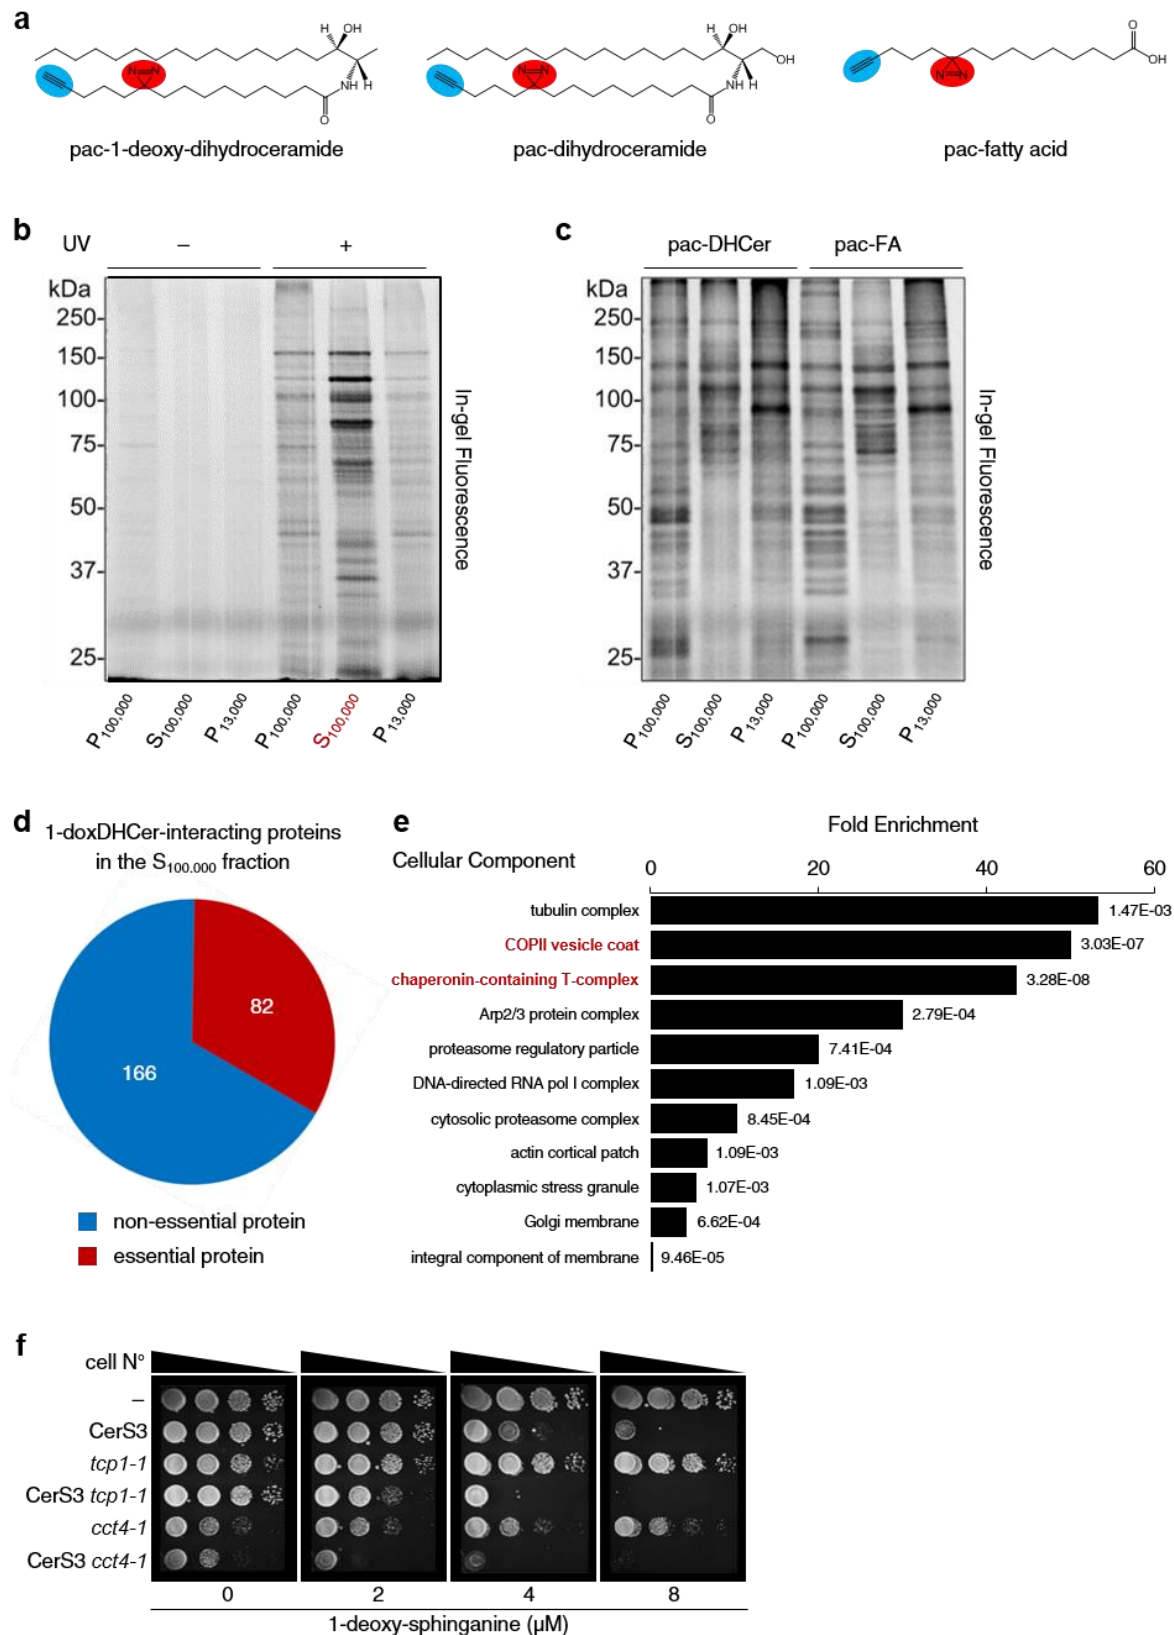 a
H OH
NH H
O
N=N
pac-1-deoxy-dihydroceramide
H OH
OH
NH H
O
N=N
pac-dihydroceramide
O
OH
N=N
pac-fatty acid
b
UV – +
kDa
250-
150-
100-
75-
50-
37-
25-
In-gel Fluorescence
P100,000 S100,000 P13,000 P100,000 S100,000 P13,000
c
pac-DHCer pac-FA
kDa
250-
150-
100-
75-
50-
37-
25-
In-gel Fluorescence
P100,000 S100,000 P13,000 P100,000 S100,000 P13,000
d
1-doxDHCer-interacting proteins
in the S100.000 fraction
82
166
non-essential protein
essential protein
e
Fold Enrichment
Cellular Component
0 20 40 60
tubulin complex 1.47E-03
COPII vesicle coat 3.03E-07
chaperonin-containing T-complex 3.28E-08
Arp2/3 protein complex 2.79E-04
proteasome regulatory particle 7.41E-04
DNA-directed RNA pol I complex 1.09E-03
cytosolic proteasome complex 8.45E-04
actin cortical patch 1.09E-03
cytoplasmic stress granule 1.07E-03
Golgi membrane 6.62E-04
integral component of membrane 9.46E-05
f
cell N°
–
CerS3
tcp1-1
CerS3 tcp1-1
cct4-1
CerS3 cct4-1
0 2 4 8
1-deoxy-sphinganine (µM)